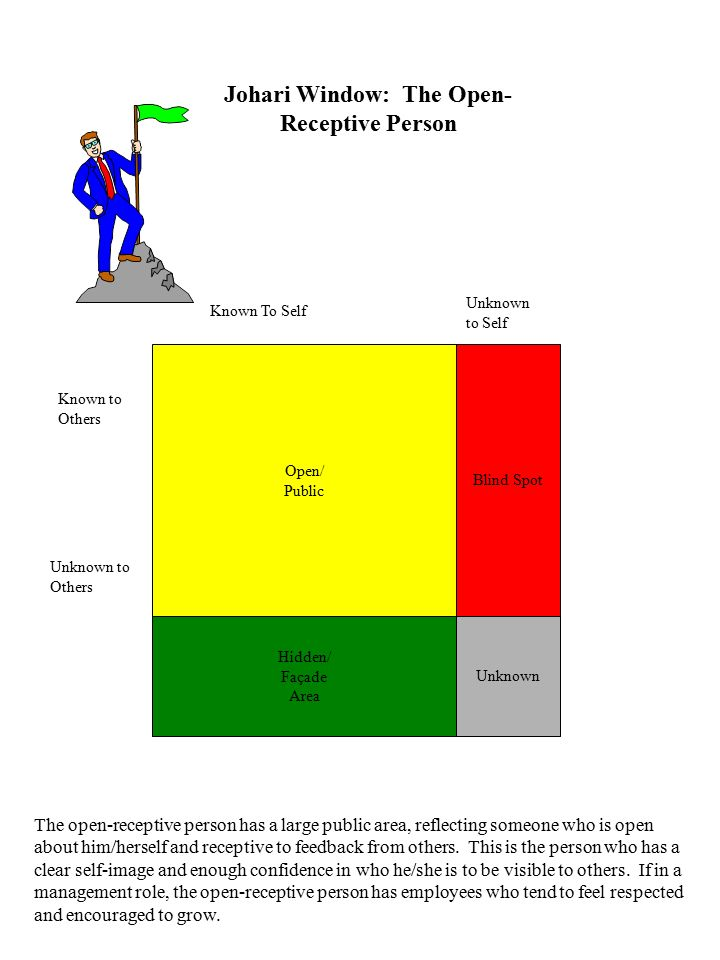 Johari Window:  The Open-
Receptive Person
Known To Self
Unknown
to Self
Known to
Others
Open/
Public
Blind Spot
Unknown to
Others
Hidden/
Façade
Area
Unknown
The open-receptive person has a large public area, reflecting someone who is open
about him/herself and receptive to feedback from others.  This is the person who has a
clear self-image and enough confidence in who he/she is to be visible to others.  If in a
management role, the open-receptive person has employees who tend to feel respected
and encouraged to grow.